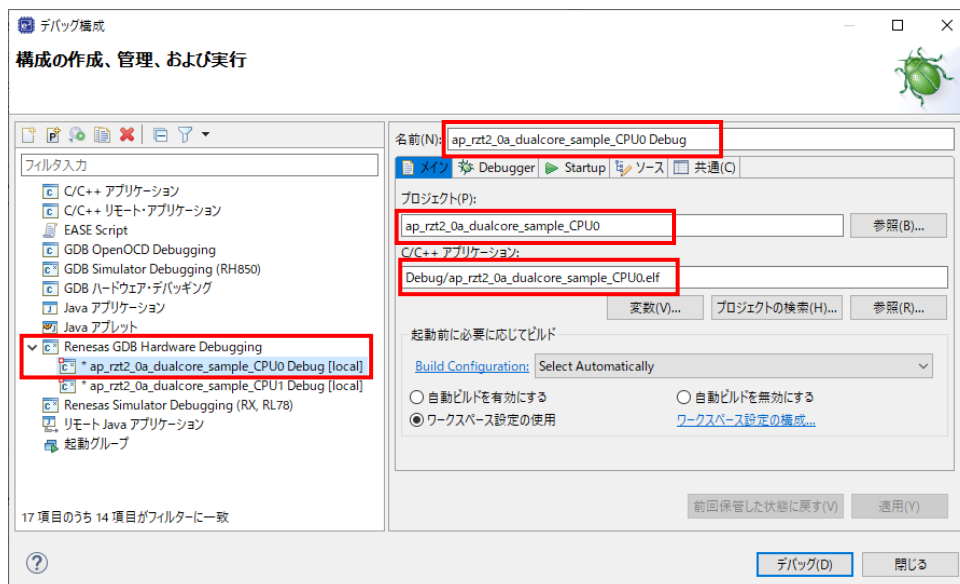 デバッグ構成
構成の作成、管理、および実行
フィルタ入力
C/C++ アプリケーション
C/C++ リモート・アプリケーション
EASE Script
GDB OpenOCD Debugging
GDB Simulator Debugging (RH850)
GDB ハードウェア・デバッギング
Java アプリケーション
Java アプレット
Renesas GDB Hardware Debugging
* ap_rzt2_0a_dualcore_sample_CPU0 Debug [local]
* ap_rzt2_0a_dualcore_sample_CPU1 Debug [local]
Renesas Simulator Debugging (RX, RL78)
リモート Java アプリケーション
起動グループ
17 項目のうち 14 項目がフィルターに一致
名前(N): ap_rzt2_0a_dualcore_sample_CPU0 Debug
メイン Debugger Startup ソース 共通(C)
プロジェクト(P):
ap_rzt2_0a_dualcore_sample_CPU0 参照(B)...
C/C++ アプリケーション:
Debug/ap_rzt2_0a_dualcore_sample_CPU0.elf
変数(V)... プロジェクトの検索(H)... 参照(R)...
起動前に必要に応じてビルド
Build Configuration: Select Automatically
自動ビルドを有効にする 自動ビルドを無効にする
ワークスペース設定の使用 ワークスペース設定の構成...
前回保管した状態に戻す(V) 適用(Y)
デバッグ(D) 閉じる